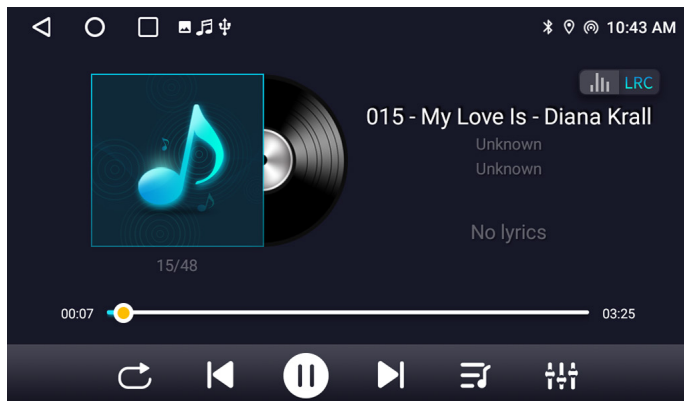 10:43 AM
LRC
015 - My Love Is - Diana Krall
Unknown
Unknown
No lyrics
15/48
00:07
03:25